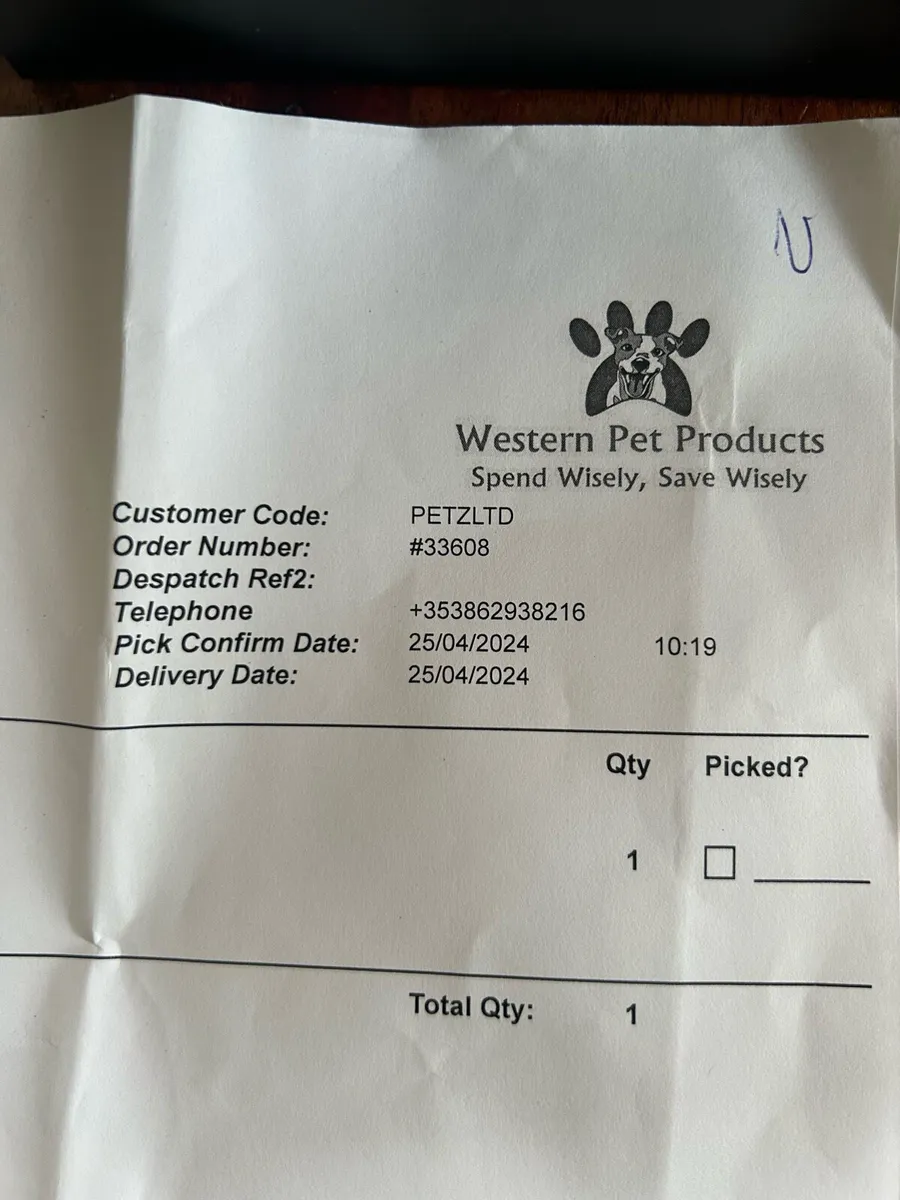 Western Pet Products
Spend Wisely, Save Wisely
Customer Code: PETZLTD
Order Number: #33608
Despatch Ref2:
Telephone +353862938216
Pick Confirm Date: 25/04/2024 10:19
Delivery Date: 25/04/2024
Qty Picked?
1
Total Qty: 1